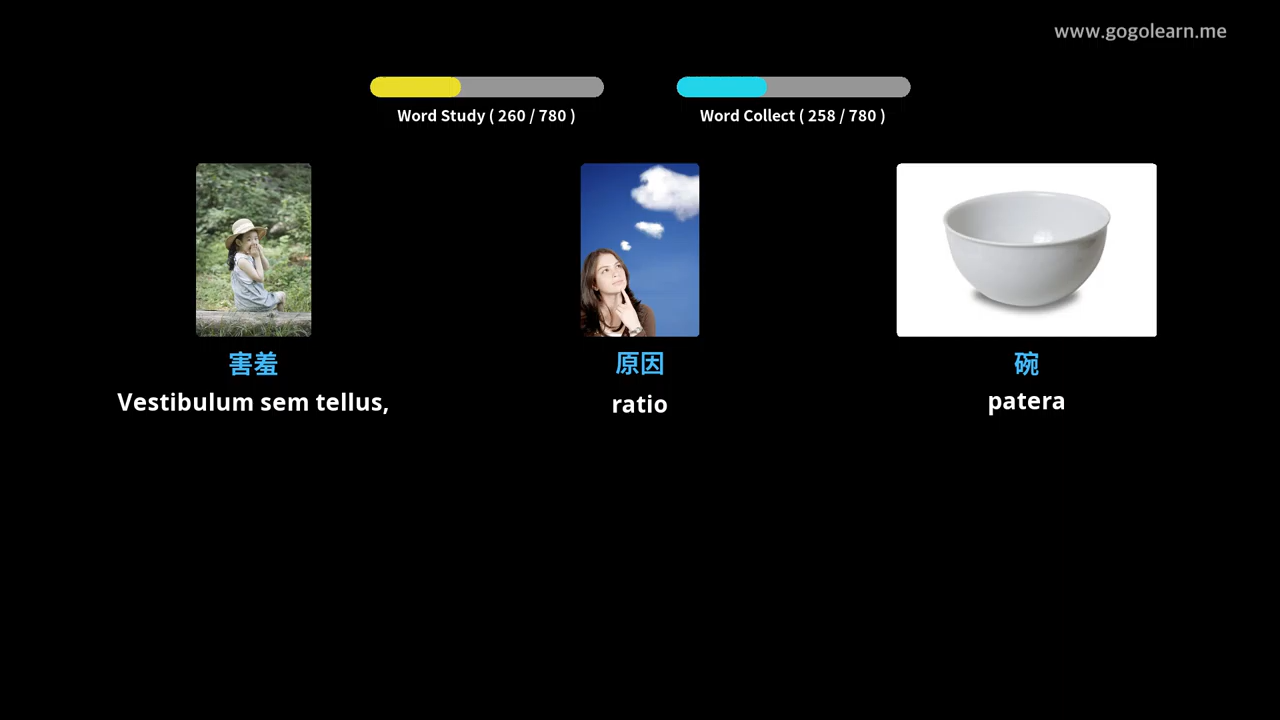 www.gogolearn.me
Word Study ( 260 / 780 )
Word Collect ( 258 / 780 )
害羞
Vestibulum sem tellus,
原因
ratio
碗
patera